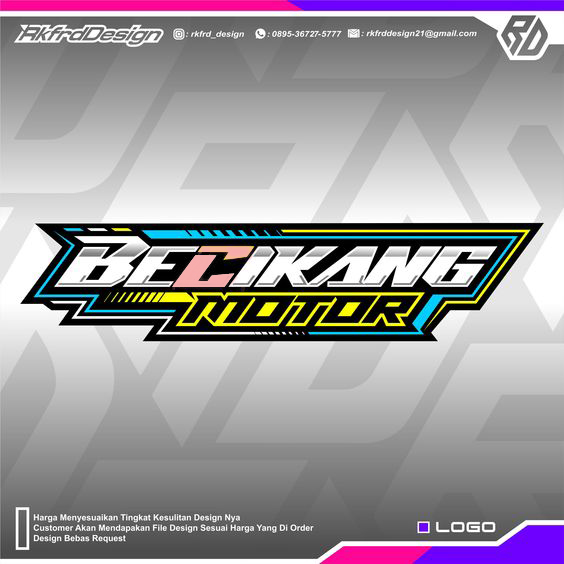 RkfrdDesign
: rkfrd_design
: 0895-36727-5777
: rkfrddesign21@gmail.com
RD
BECIKANG
MOTOR
Harga Menyesuaikan Tingkat Kesulitan Design Nya
Customer Akan Mendapakan File Design Sesuai Harga Yang Di Order
Design Bebas Request
LOGO